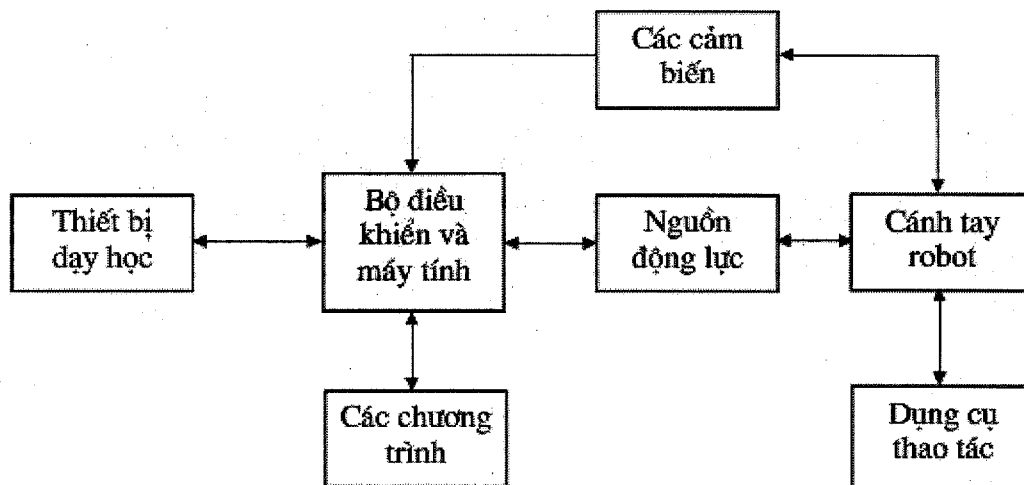 Các cảm
biến
Thiết bị
dạy học
Bộ điều
khiển và
máy tính
Nguồn
động lực
Cánh tay
robot
Các chương
trình
Dụng cụ
thao tác